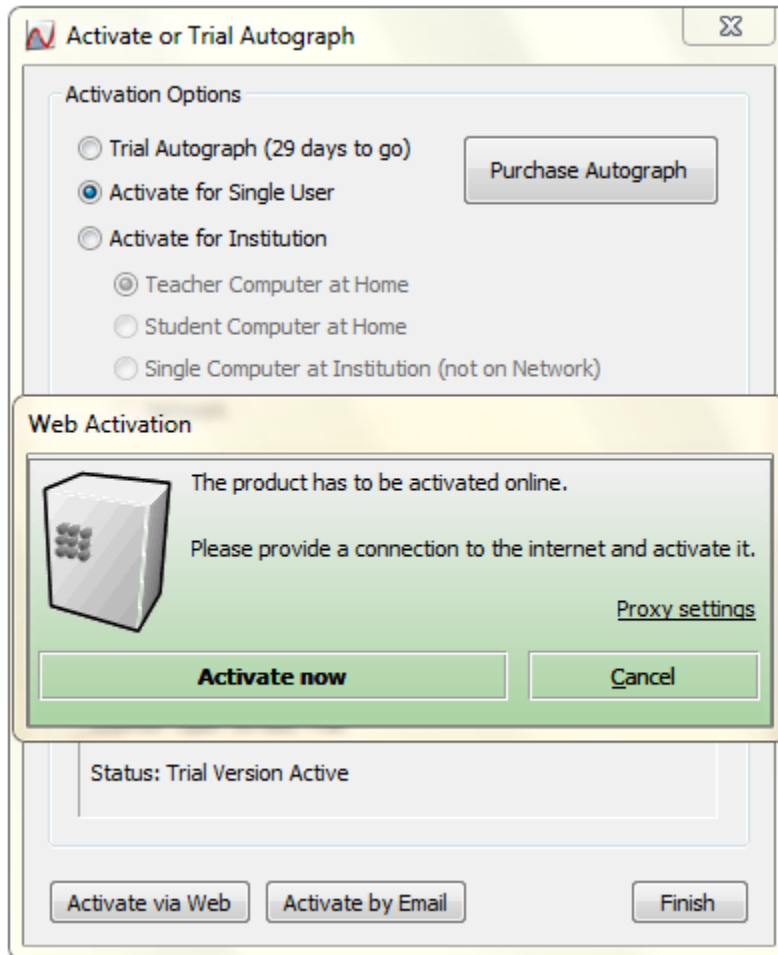 Activate or Trial Autograph
Activation Options
Trial Autograph (29 days to go)
Purchase Autograph
Activate for Single User
Activate for Institution
Teacher Computer at Home
Student Computer at Home
Single Computer at Institution (not on Network)
Web Activation
The product has to be activated online.
Please provide a connection to the internet and activate it.
Proxy settings
Activate now
Cancel
Status: Trial Version Active
Activate via Web
Activate by Email
Finish